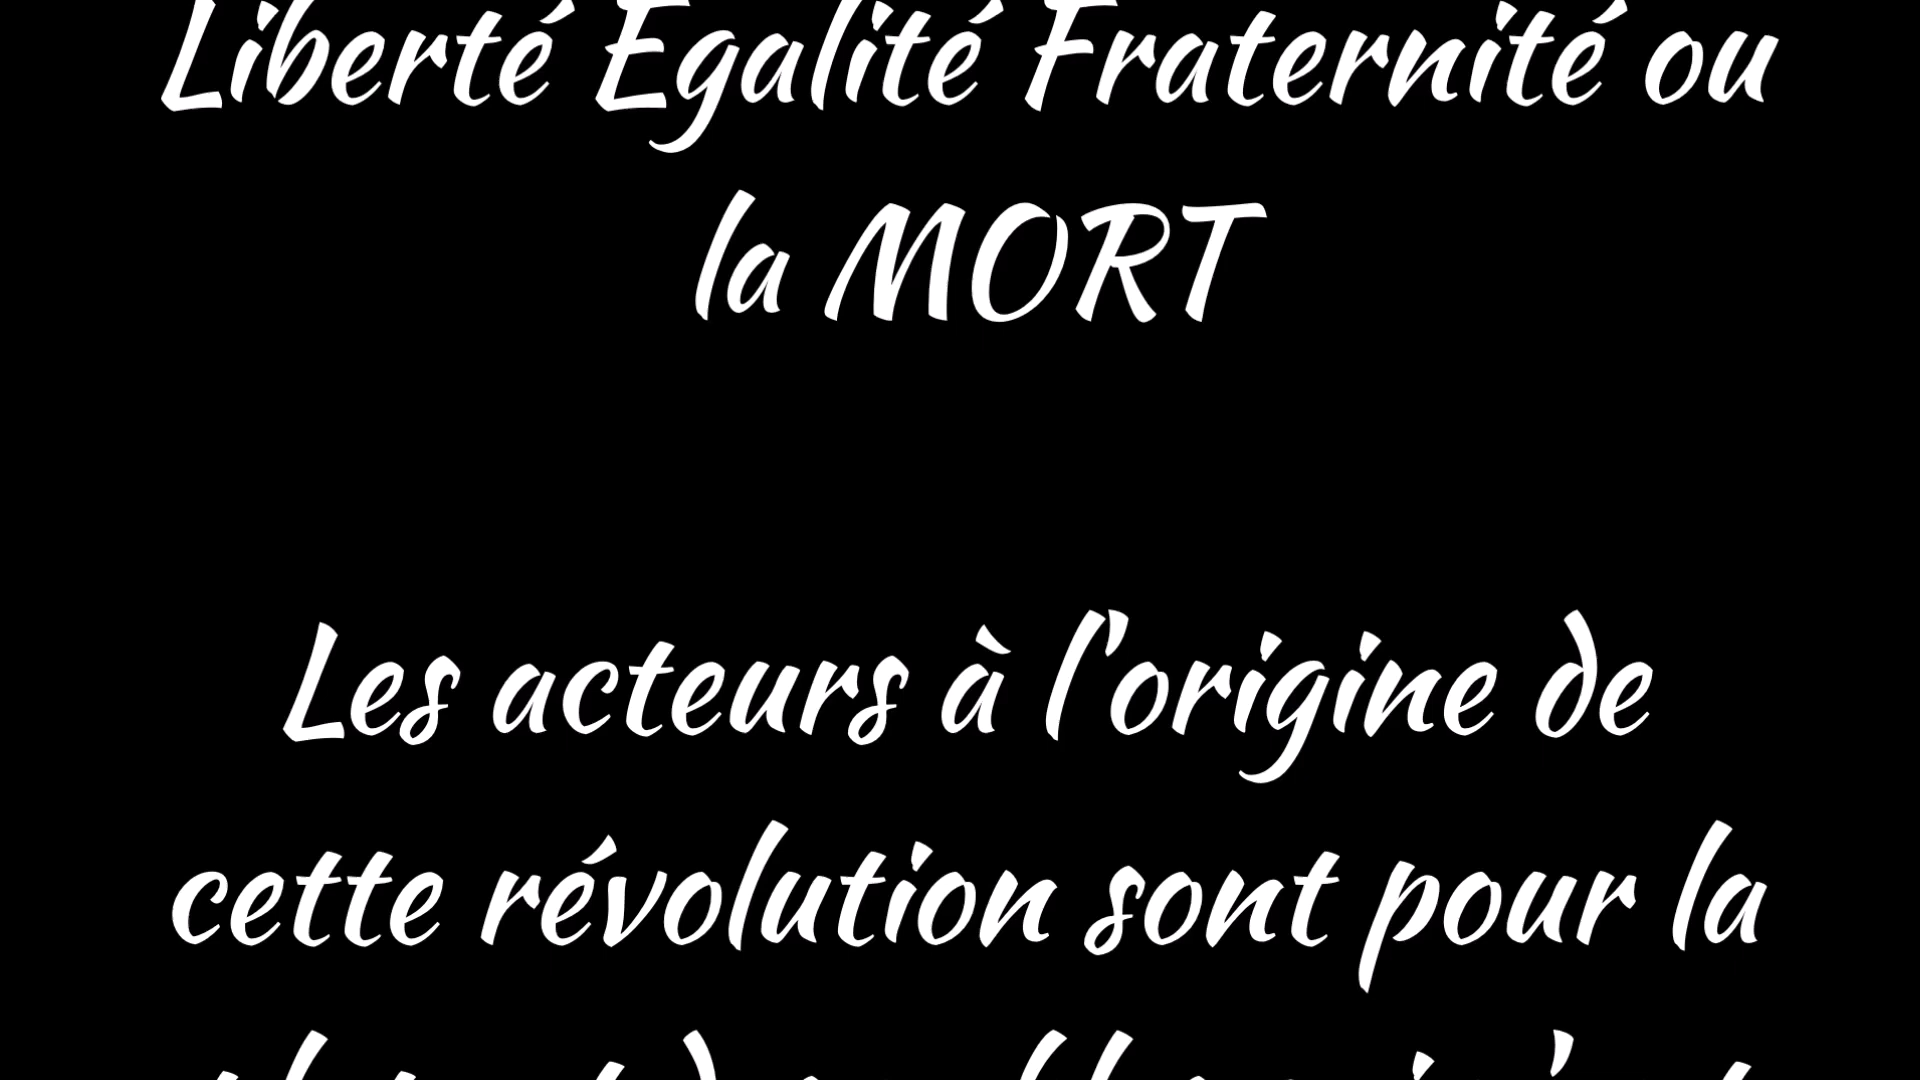 Liberté Egalité Fraternité ou
la MORT
Les acteurs à l'origine de
cette révolution sont pour la